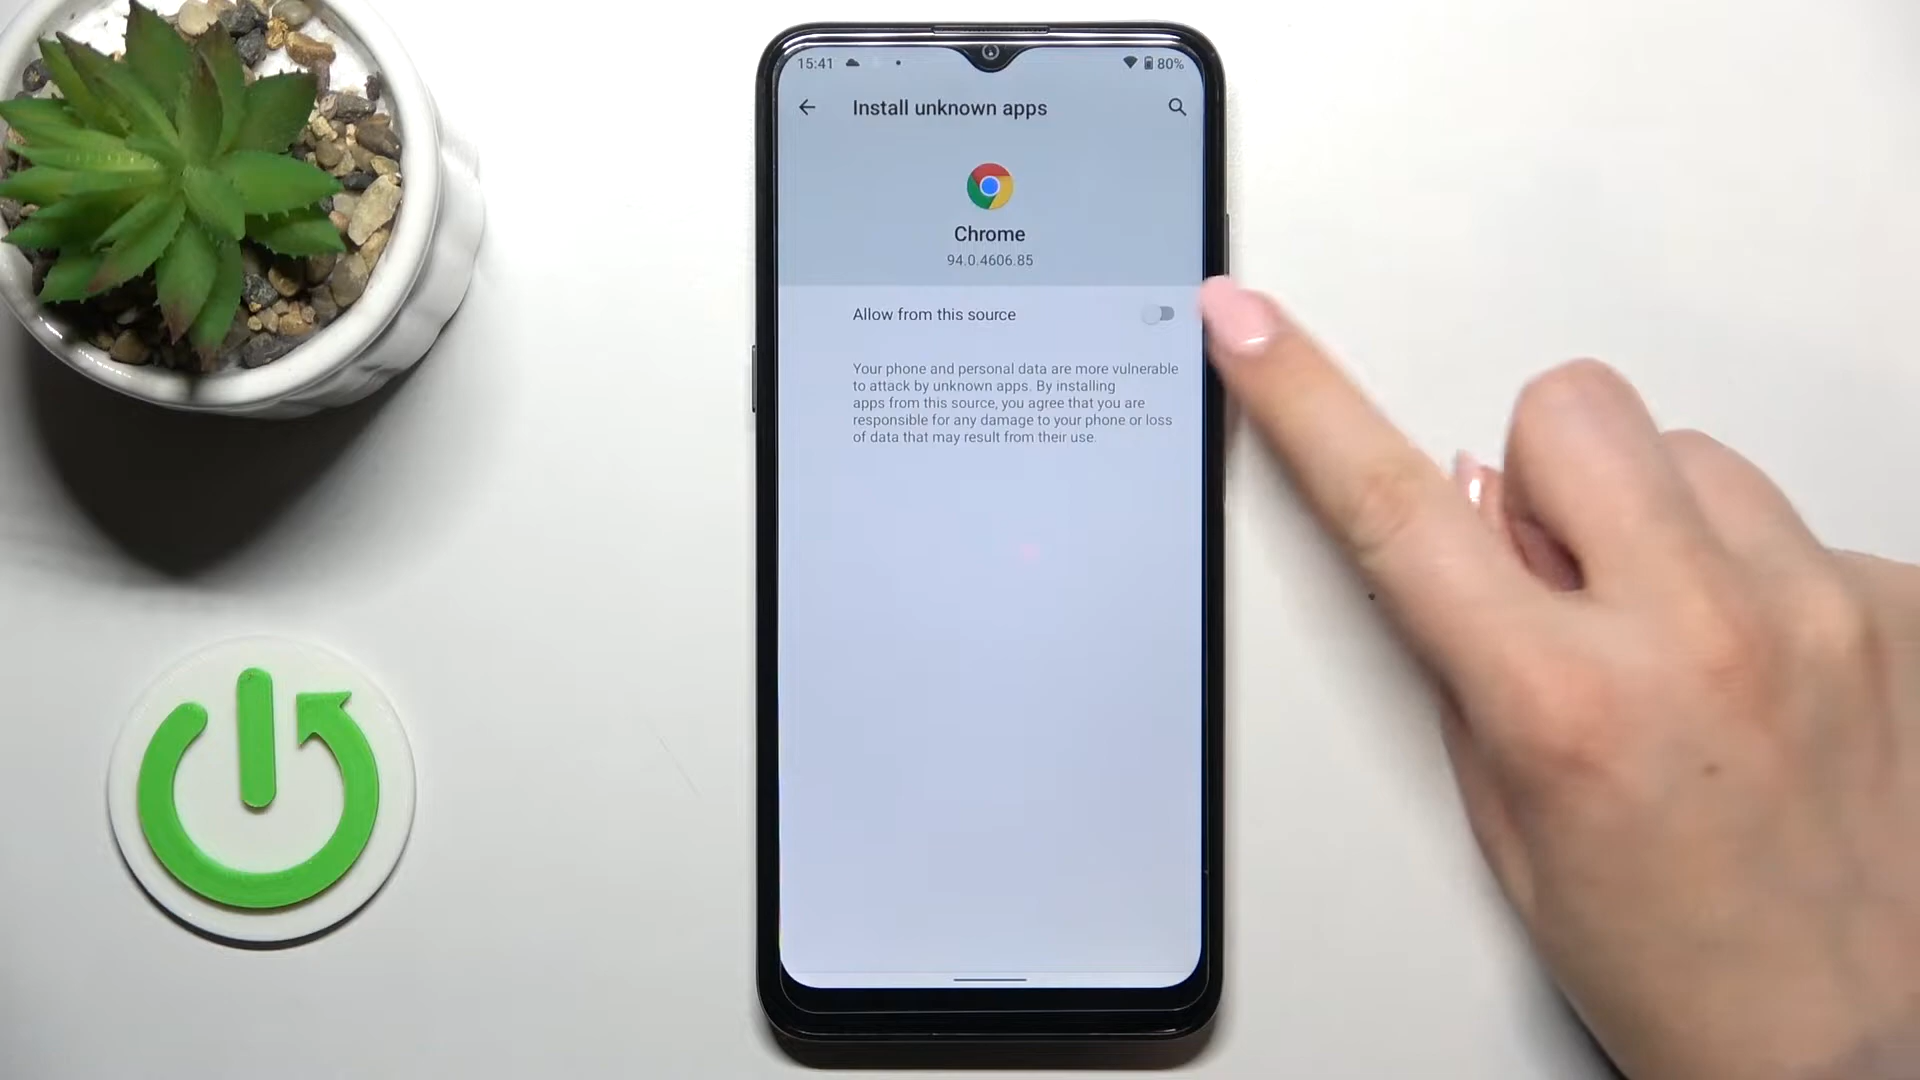 15:41 80%
Install unknown apps
Chrome
94.0.4606.85
Allow from this source
Your phone and personal data are more vulnerable
to attack by unknown apps. By installing
apps from this source, you agree that you are
responsible for any damage to your phone or loss
of data that may result from their use.